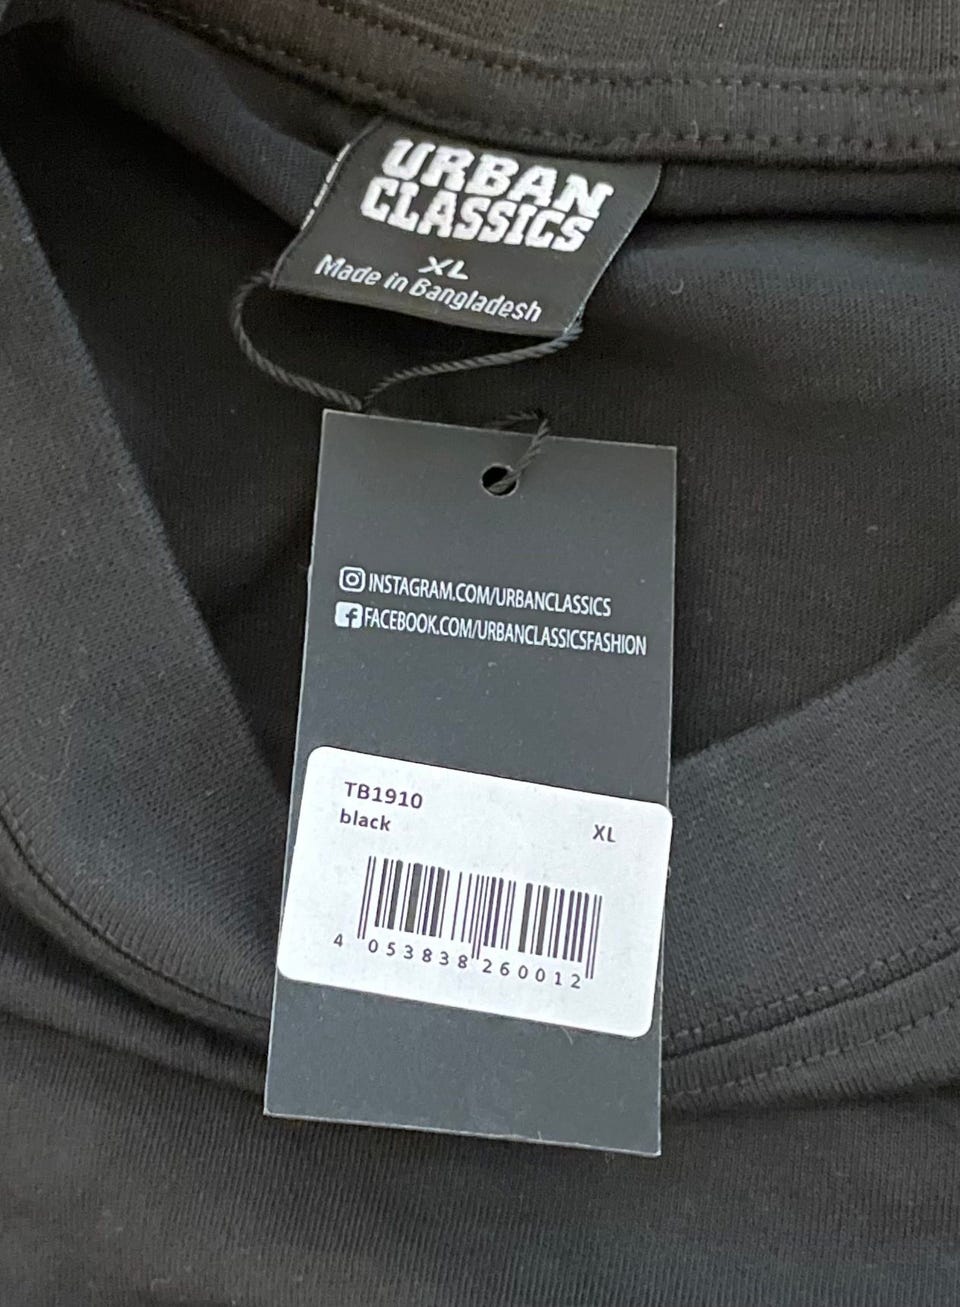 URBAN
CLASSICS
XL
Made in Bangladesh
INSTAGRAM.COM/URBANCLASSICS
FACEBOOK.COM/URBANCLASSICSFASHION
TB1910
black XL
4 053838 260012